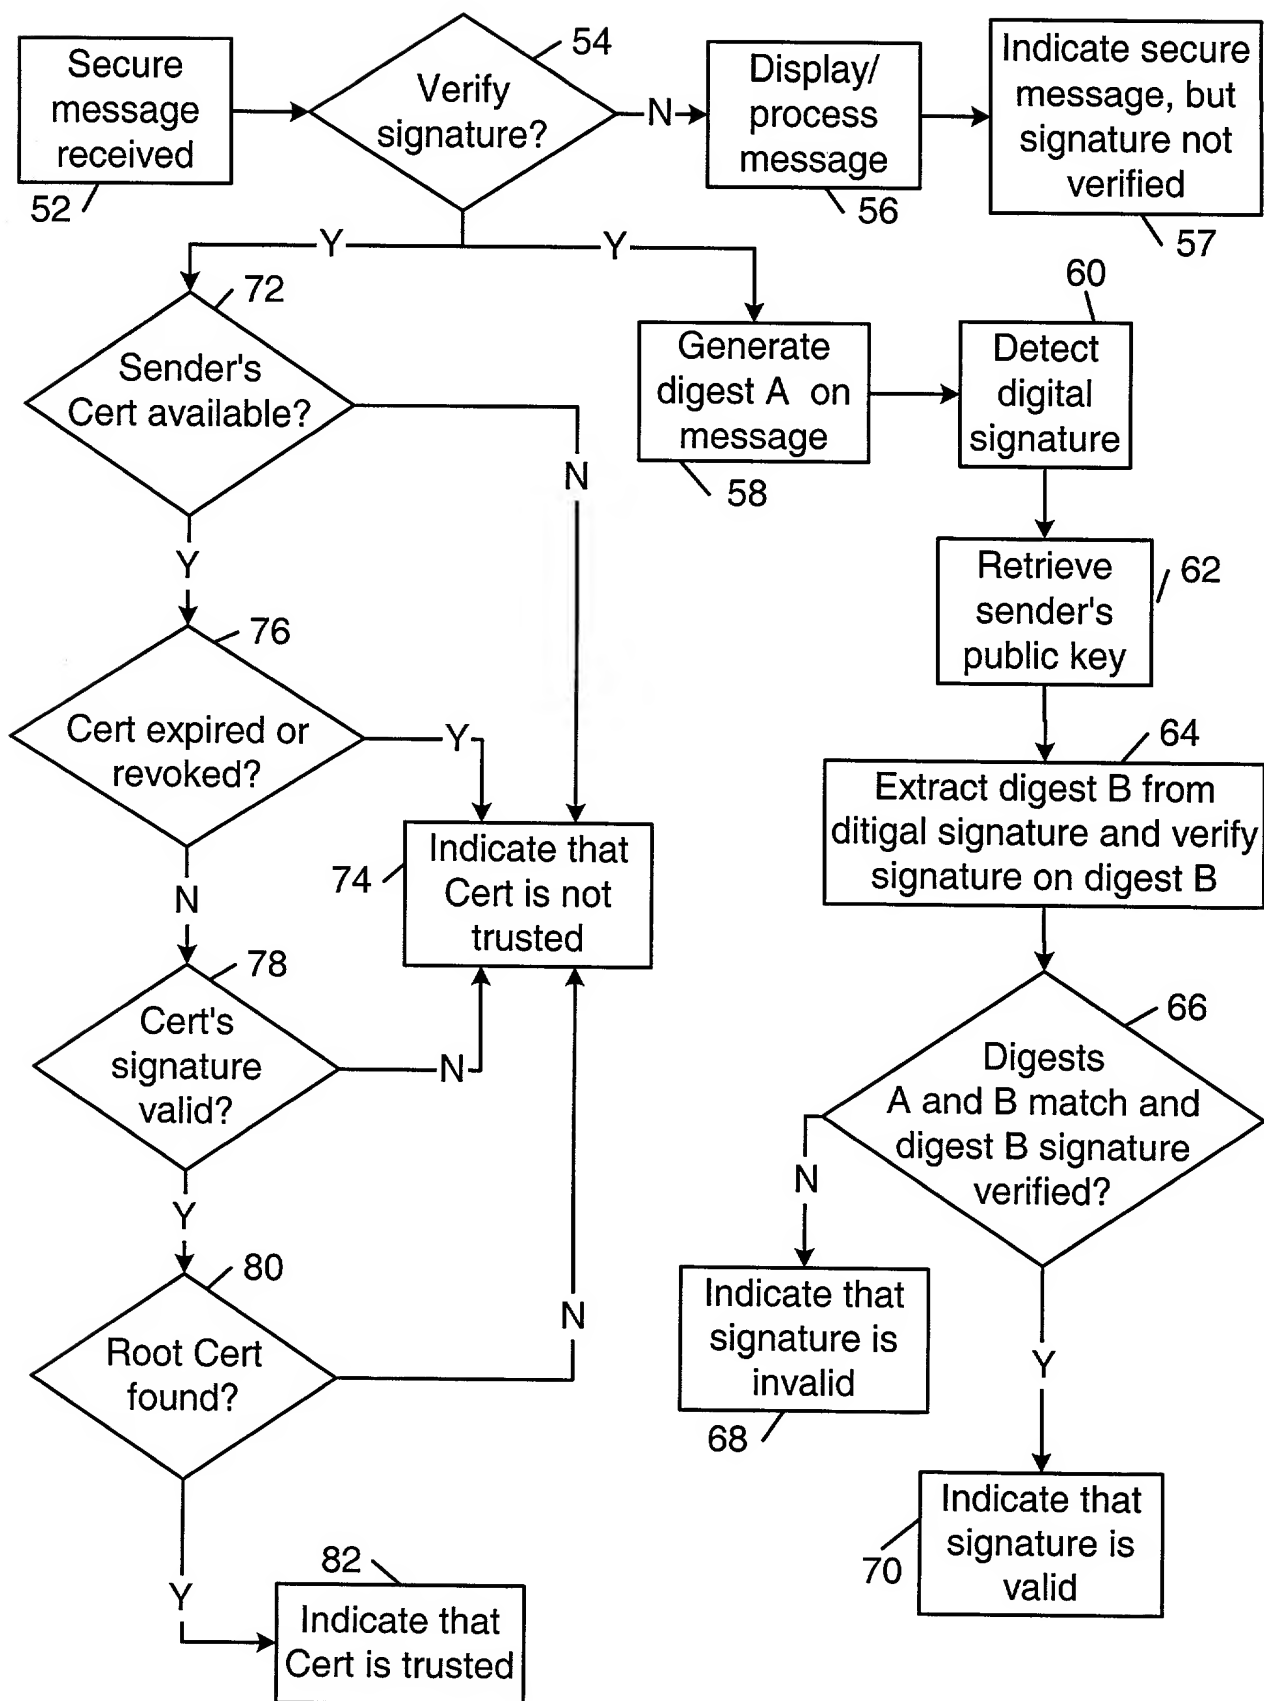 Secure
message
received
52
Verify
signature?
54
N
Display/
process
message
56
Indicate secure
message, but
signature not
verified
57
Y
Y
72
Sender's
Cert available?
N
Y
76
Cert expired or
revoked?
Y
N
74
Indicate that
Cert is not
trusted
78
Cert's
signature
valid?
N
Y
80
Root Cert
found?
N
Y
82
Indicate that
Cert is trusted
Generate
digest A on
message
58
60
Detect
digital
signature
Retrieve
sender's
public key
62
64
Extract digest B from
ditigal signature and verify
signature on digest B
66
Digests
A and B match and
digest B signature
verified?
N
Indicate that
signature is
invalid
68
Y
Indicate that
signature is
valid
70